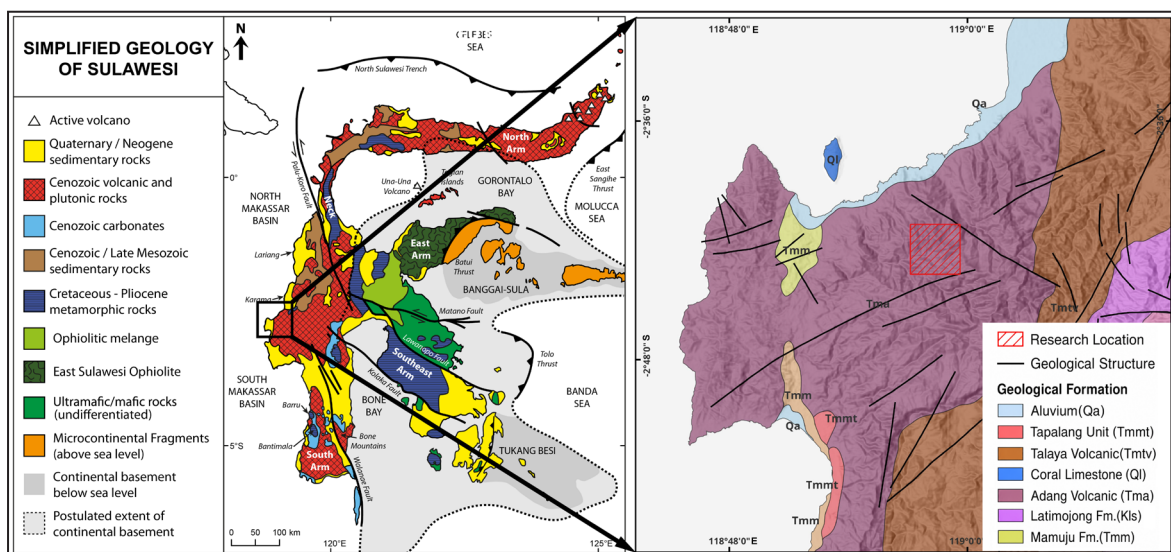 SIMPLIFIED GEOLOGY
OF SULAWESI
Active volcano
Quaternary / Neogene
sedimentary rocks
Cenozoic volcanic and
plutonic rocks
Cenozoic carbonates
Cenozoic / Late Mesozoic
sedimentary rocks
Cretaceous - Pliocene
metamorphic rocks
Ophiolitic melange
East Sulawesi Ophiolite
Ultramafic/mafic rocks
(undifferentiated)
Microcontinental Fragments
(above sea level)
Continental basement
below sea level
Postulated extent of
continental basement
N
SEA
North Sulawesi Trench
North
Arm
Palu-Koro Fault
Una-Una
Volcano
Islands
GORONTALO
BAY
East
Sangihe
Thrust
MOLUCCA
SEA
0°
NORTH
MAKASSAR
BASIN
Neck
Lariang
Karama
East
Arm
Batui
Thrust
BANGGAI-SULA
Matano Fault
Lawanopo Fault
Southeast
Arm
Kolaka Fault
Tolo
Thrust
SOUTH
MAKASSAR
BASIN
BONE
BAY
BANDA
SEA
Barru
Bantimala
Bone
Mountains
5°S
South
Arm
Walanae Fault
TUKANG BESI
0 50 100 km
120°E
125°E
118°48'0" E
119°0'0" E
-2°36'0" S
Qa
Ql
Tmm
Tma
Tmtv
-2°48'0" S
Tmm
Tmmt
Qa
Tmmt
Tmm
118°48'0" E
119°0'0" E
Research Location
Geological Structure
Geological Formation
Aluvium(Qa)
Tapalang Unit (Tmmt)
Talaya Volcanic(Tmtv)
Coral Limestone (Ql)
Adang Volcanic (Tma)
Latimojong Fm.(Kls)
Mamuju Fm.(Tmm)